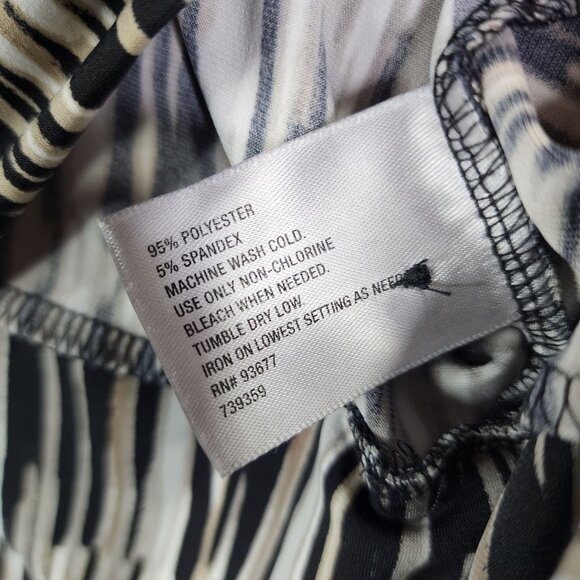 95% POLYESTER
5% SPANDEX
MACHINE WASH COLD.
USE ONLY NON-CHLORINE
BLEACH WHEN NEEDED.
TUMBLE DRY LOW.
IRON ON LOWEST SETTING AS
RN# 93677
739359